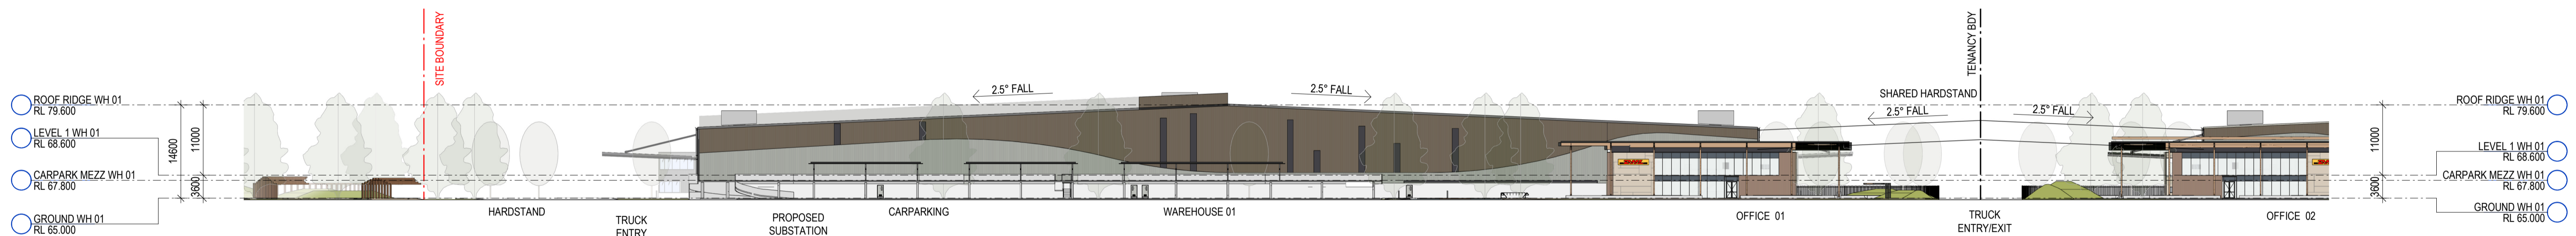 SITE BOUNDARY
TENANCY BDY
ROOF RIDGE WH 01
RL 79.600
LEVEL 1 WH 01
RL 68.600
CARPARK MEZZ WH 01
RL 67.800
GROUND WH 01
RL 65.000
14600
11000
3600
2.5° FALL
2.5° FALL
SHARED HARDSTAND
2.5° FALL
2.5° FALL
DHL
DHL
HARDSTAND
TRUCK
ENTRY
PROPOSED
SUBSTATION
CARPARKING
WAREHOUSE 01
OFFICE 01
TRUCK
ENTRY/EXIT
OFFICE 02
11000
3600
ROOF RIDGE WH 01
RL 79.600
LEVEL 1 WH 01
RL 68.600
CARPARK MEZZ WH 01
RL 67.800
GROUND WH 01
RL 65.000